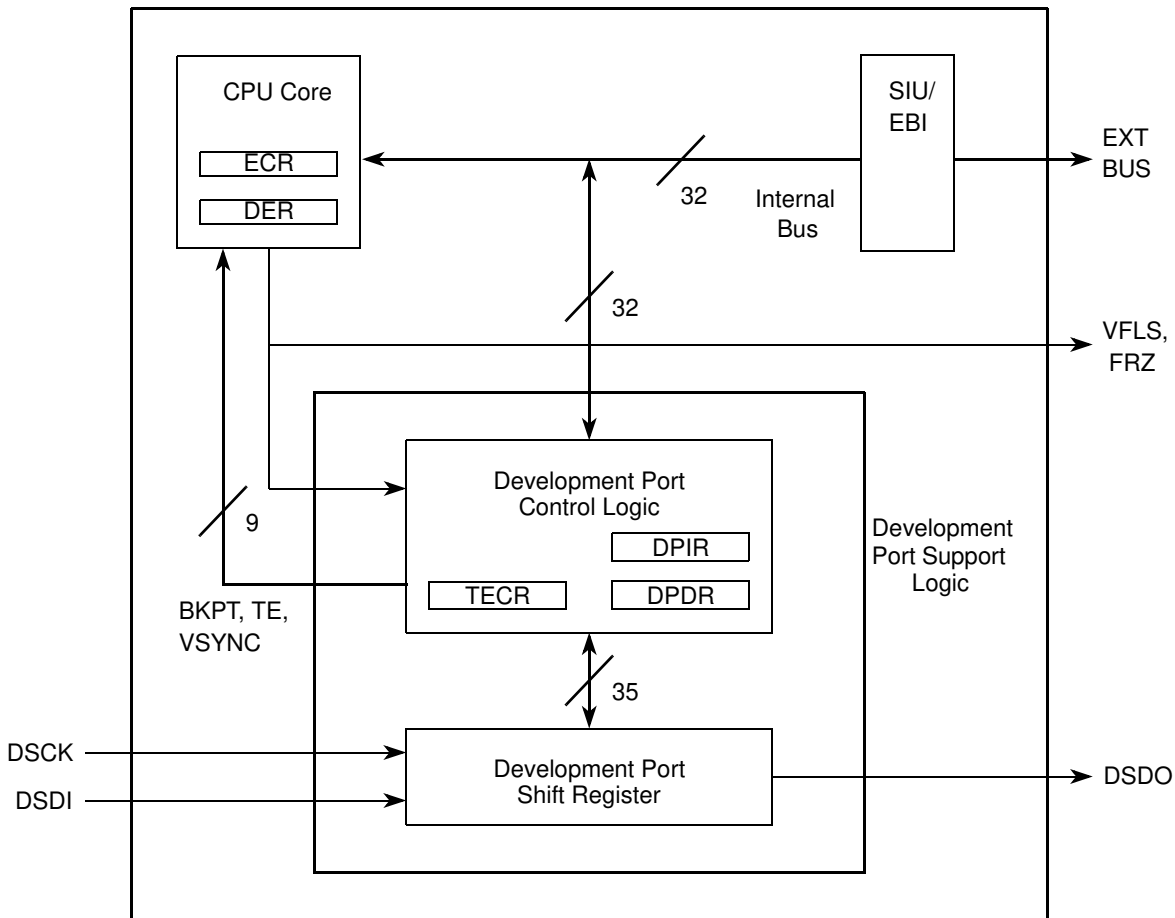 CPU Core
ECR
DER
SIU/
EBI
EXT
BUS
32
Internal
Bus
32
VFLS,
FRZ
Development Port
Control Logic
DPIR
TECR
DPDR
9
BKPT, TE,
VSYNC
Development
Port Support
Logic
35
DSCK
DSDI
Development Port
Shift Register
DSDO